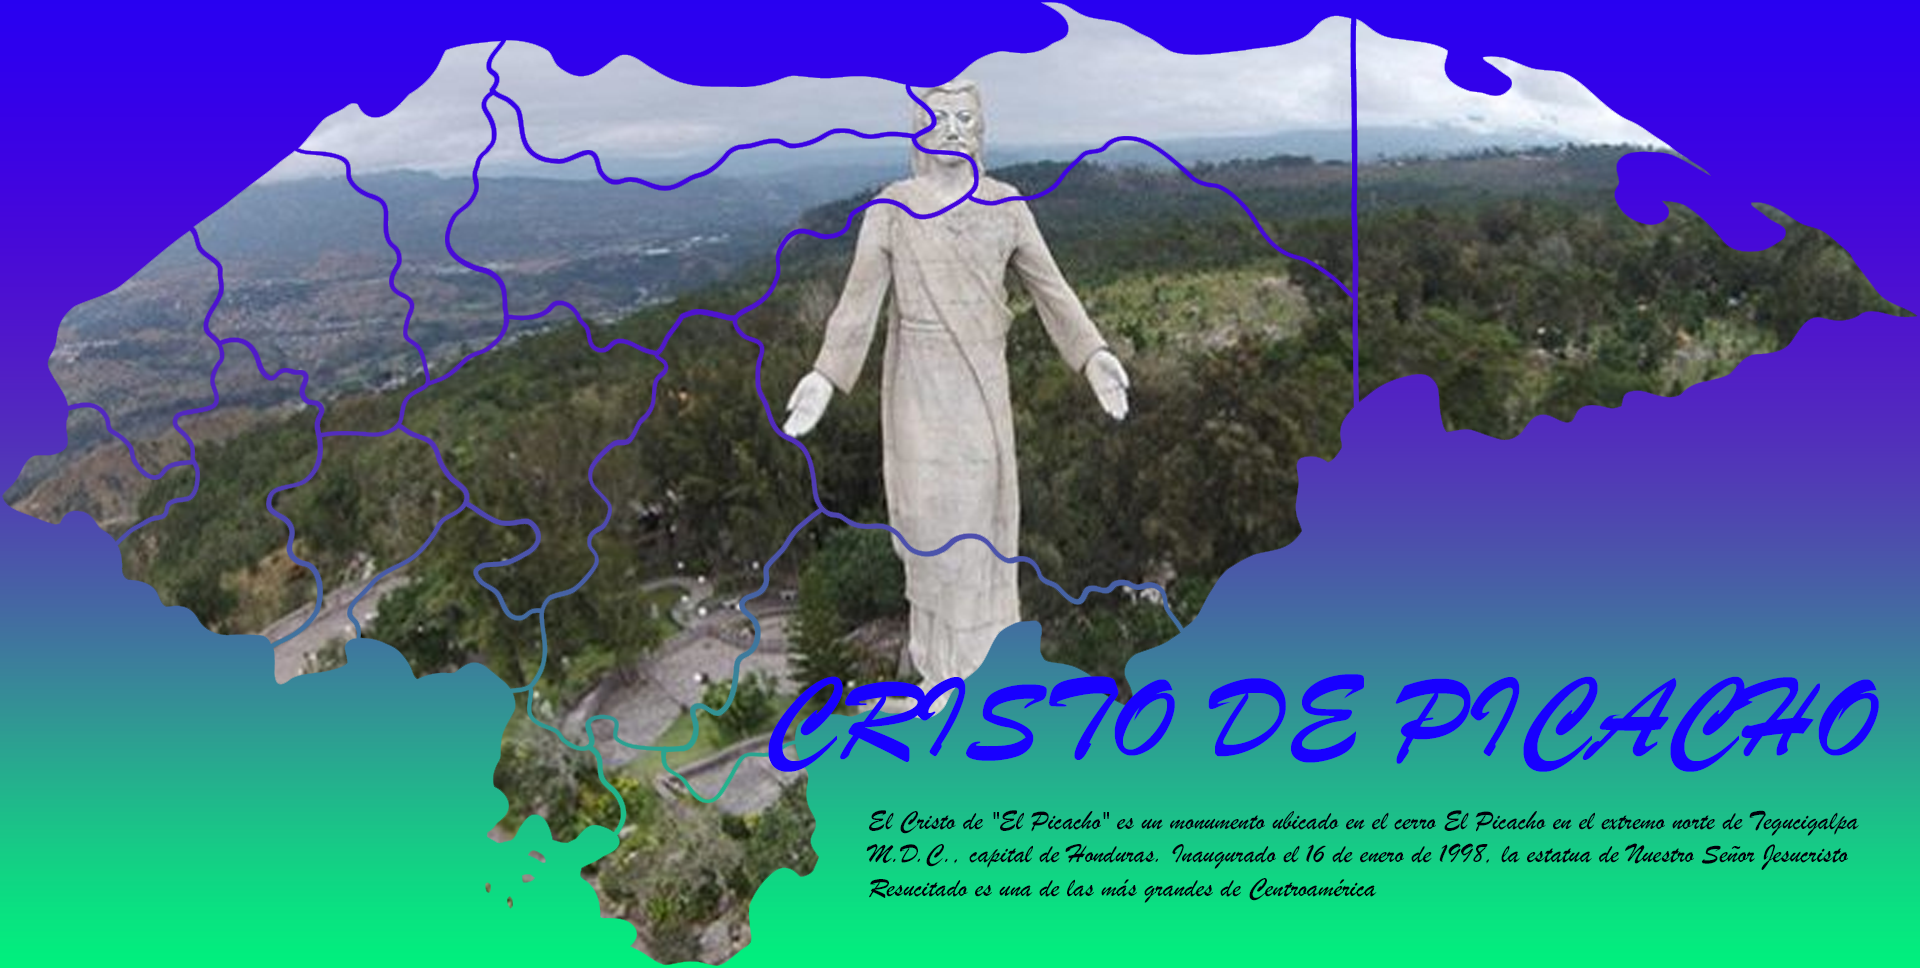 CRISTO DE PICACHO
El Cristo de "El Picacho" es un monumento ubicado en el cerro El Picacho en el extremo norte de Tegucigalpa
M.D.C., capital de Honduras. Inaugurado el 16 de enero de 1998, la estatua de Nuestro Señor Jesucristo
Resucitado es una de las más grandes de Centroamérica